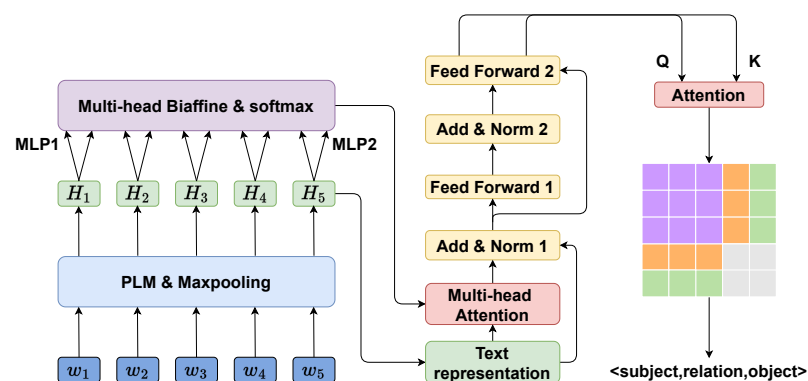 Feed Forward 2
Q
K
Attention
Multi-head Biaffine & softmax
Add & Norm 2
MLP1
MLP2
H1
H2
H3
H4
H5
Feed Forward 1
Add & Norm 1
PLM & Maxpooling
Multi-head
Attention
Text
representation
w1
w2
w3
w4
w5
<subject,relation,object>